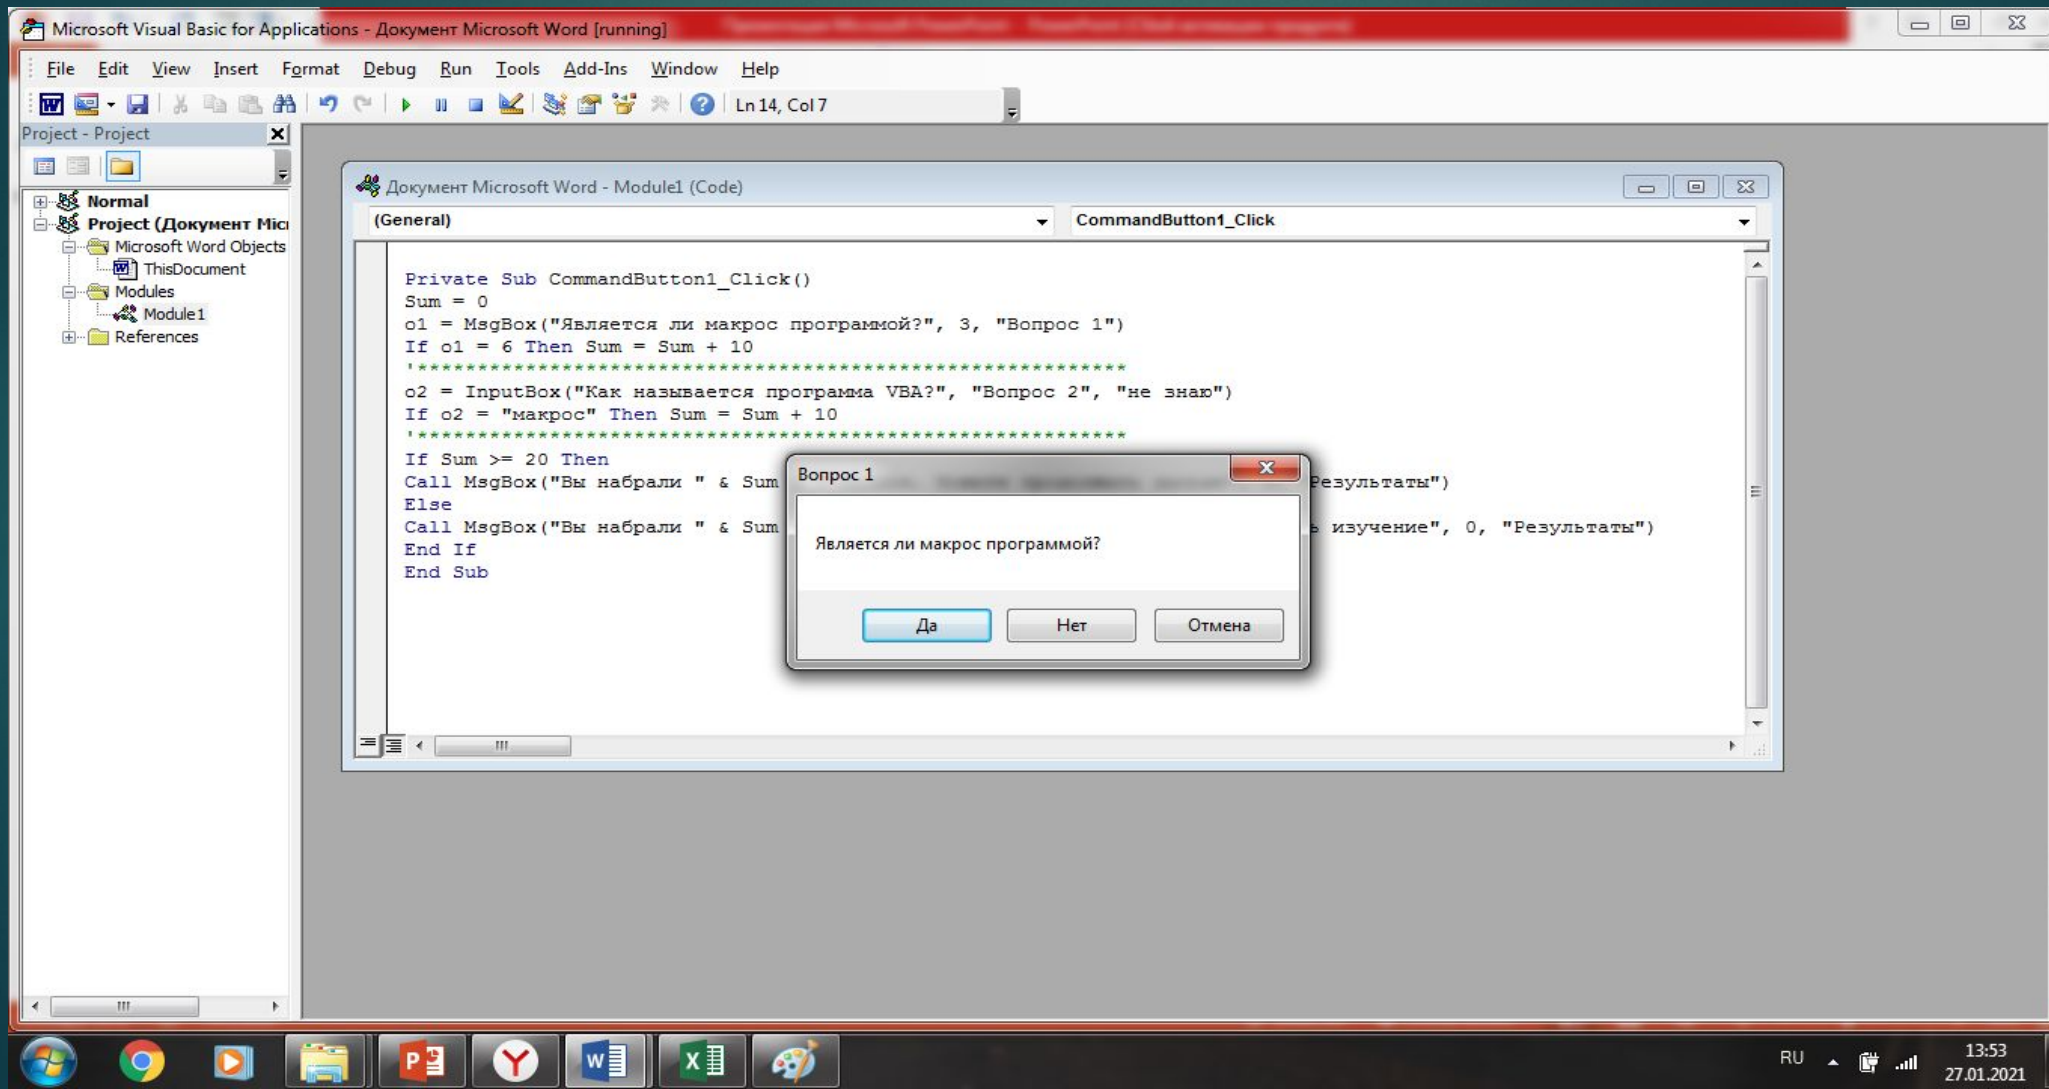 Microsoft Visual Basic for Applications - Документ Microsoft Word [running]
File Edit View Insert Format Debug Run Tools Add-Ins Window Help
Ln 14, Col 7
Project - Project
Normal
Project (Документ Mic
Microsoft Word Objects
ThisDocument
Modules
Module1
References
Документ Microsoft Word - Module1 (Code)
(General) CommandButton1_Click
Private Sub CommandButton1_Click()
Sum = 0
o1 = MsgBox("Является ли макрос программой?", 3, "Вопрос 1")
If o1 = 6 Then Sum = Sum + 10
'***********************************************************
o2 = InputBox("Как называется программа VBA?", "Вопрос 2", "не знаю")
If o2 = "макрос" Then Sum = Sum + 10
'***********************************************************
If Sum >= 20 Then
Call MsgBox("Вы набрали " & Sum Результаты")
Else
Call MsgBox("Вы набрали " & Sum изучение", 0, "Результаты")
End If
End Sub
Вопрос 1
Является ли макрос программой?
Да Нет Отмена
RU
13:53
27.01.2021